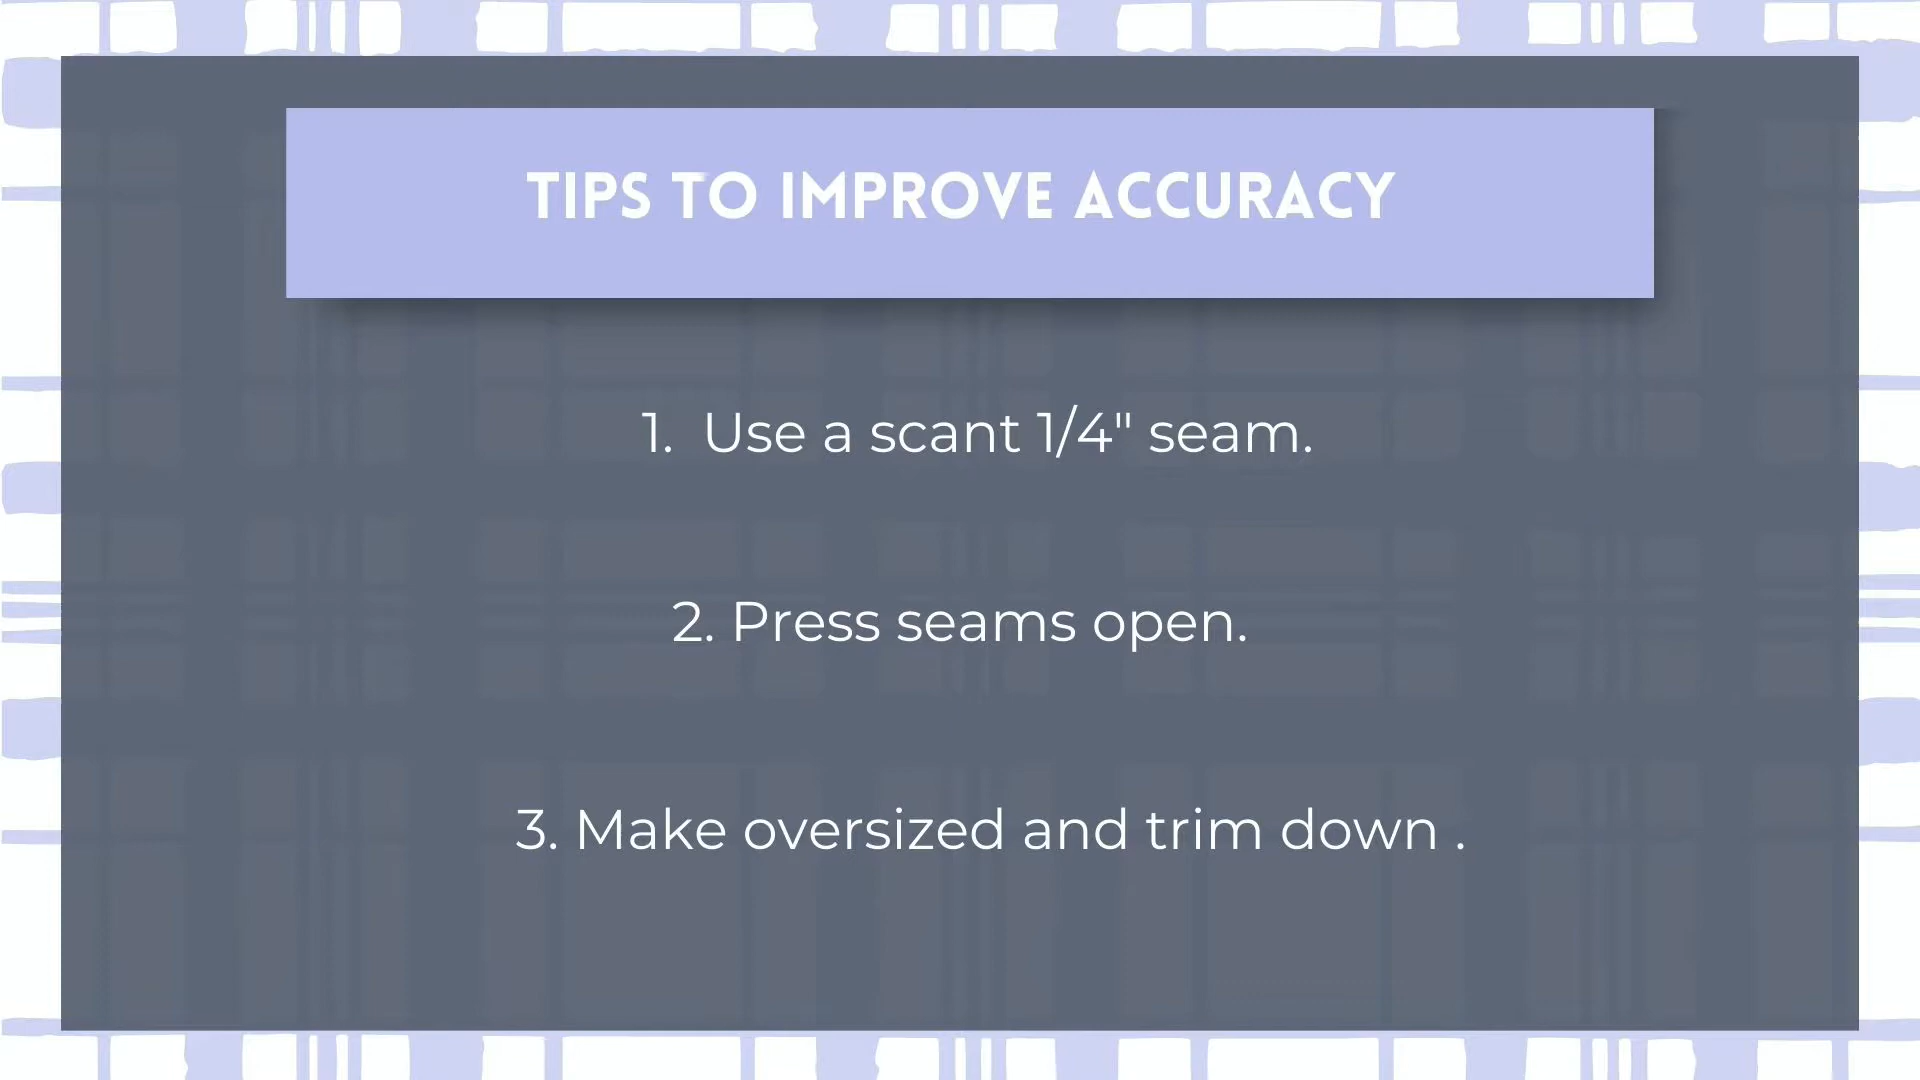 TIPS TO IMPROVE ACCURACY
1. Use a scant 1/4" seam.
2. Press seams open.
3. Make oversized and trim down .